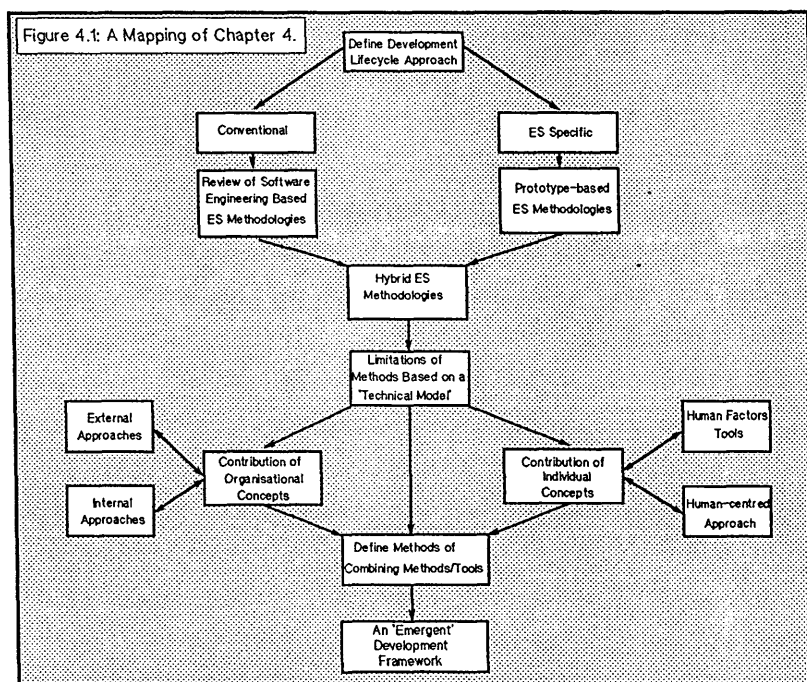 Figure 4.1: A Mapping of Chapter 4.
Define Development
Lifecycle Approach
Conventional
ES Specific
Review of Software
Engineering Based
ES Methodologies
Prototype-based
ES Methodologies
Hybrid ES
Methodologies
Limitations of
Methods Based on a
'Technical Model'
External
Approaches
Human Factors
Tools
Contribution of
Organisational Concepts
Contribution of
Individual Concepts
Internal
Approaches
Human-centred
Approach
Define Methods of
Combining Methods/Tools
An 'Emergent'
Development
Framework